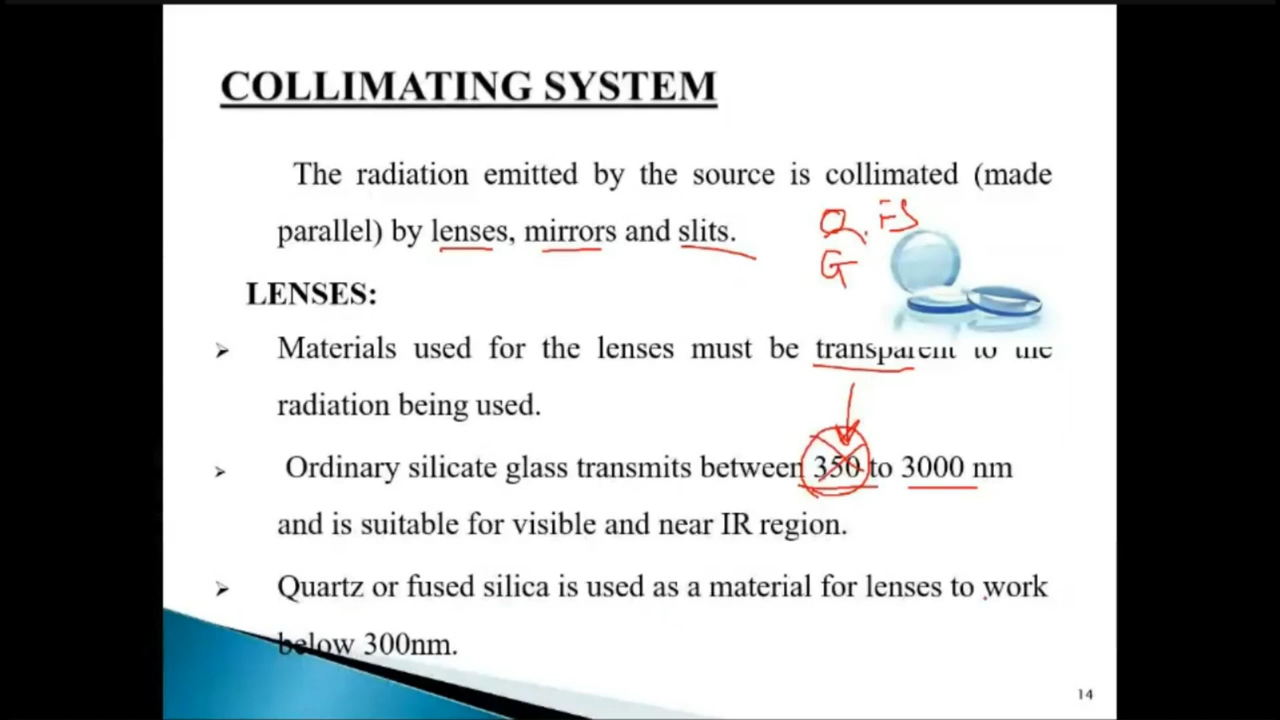 COLLIMATING SYSTEM
The radiation emitted by the source is collimated (made
parallel) by lenses, mirrors and slits.
Q. FS
G
LENSES:
➢ Materials used for the lenses must be transparent to the
radiation being used.
➢ Ordinary silicate glass transmits between 350 to 3000 nm
and is suitable for visible and near IR region.
➢ Quartz or fused silica is used as a material for lenses to work
below 300nm.
14